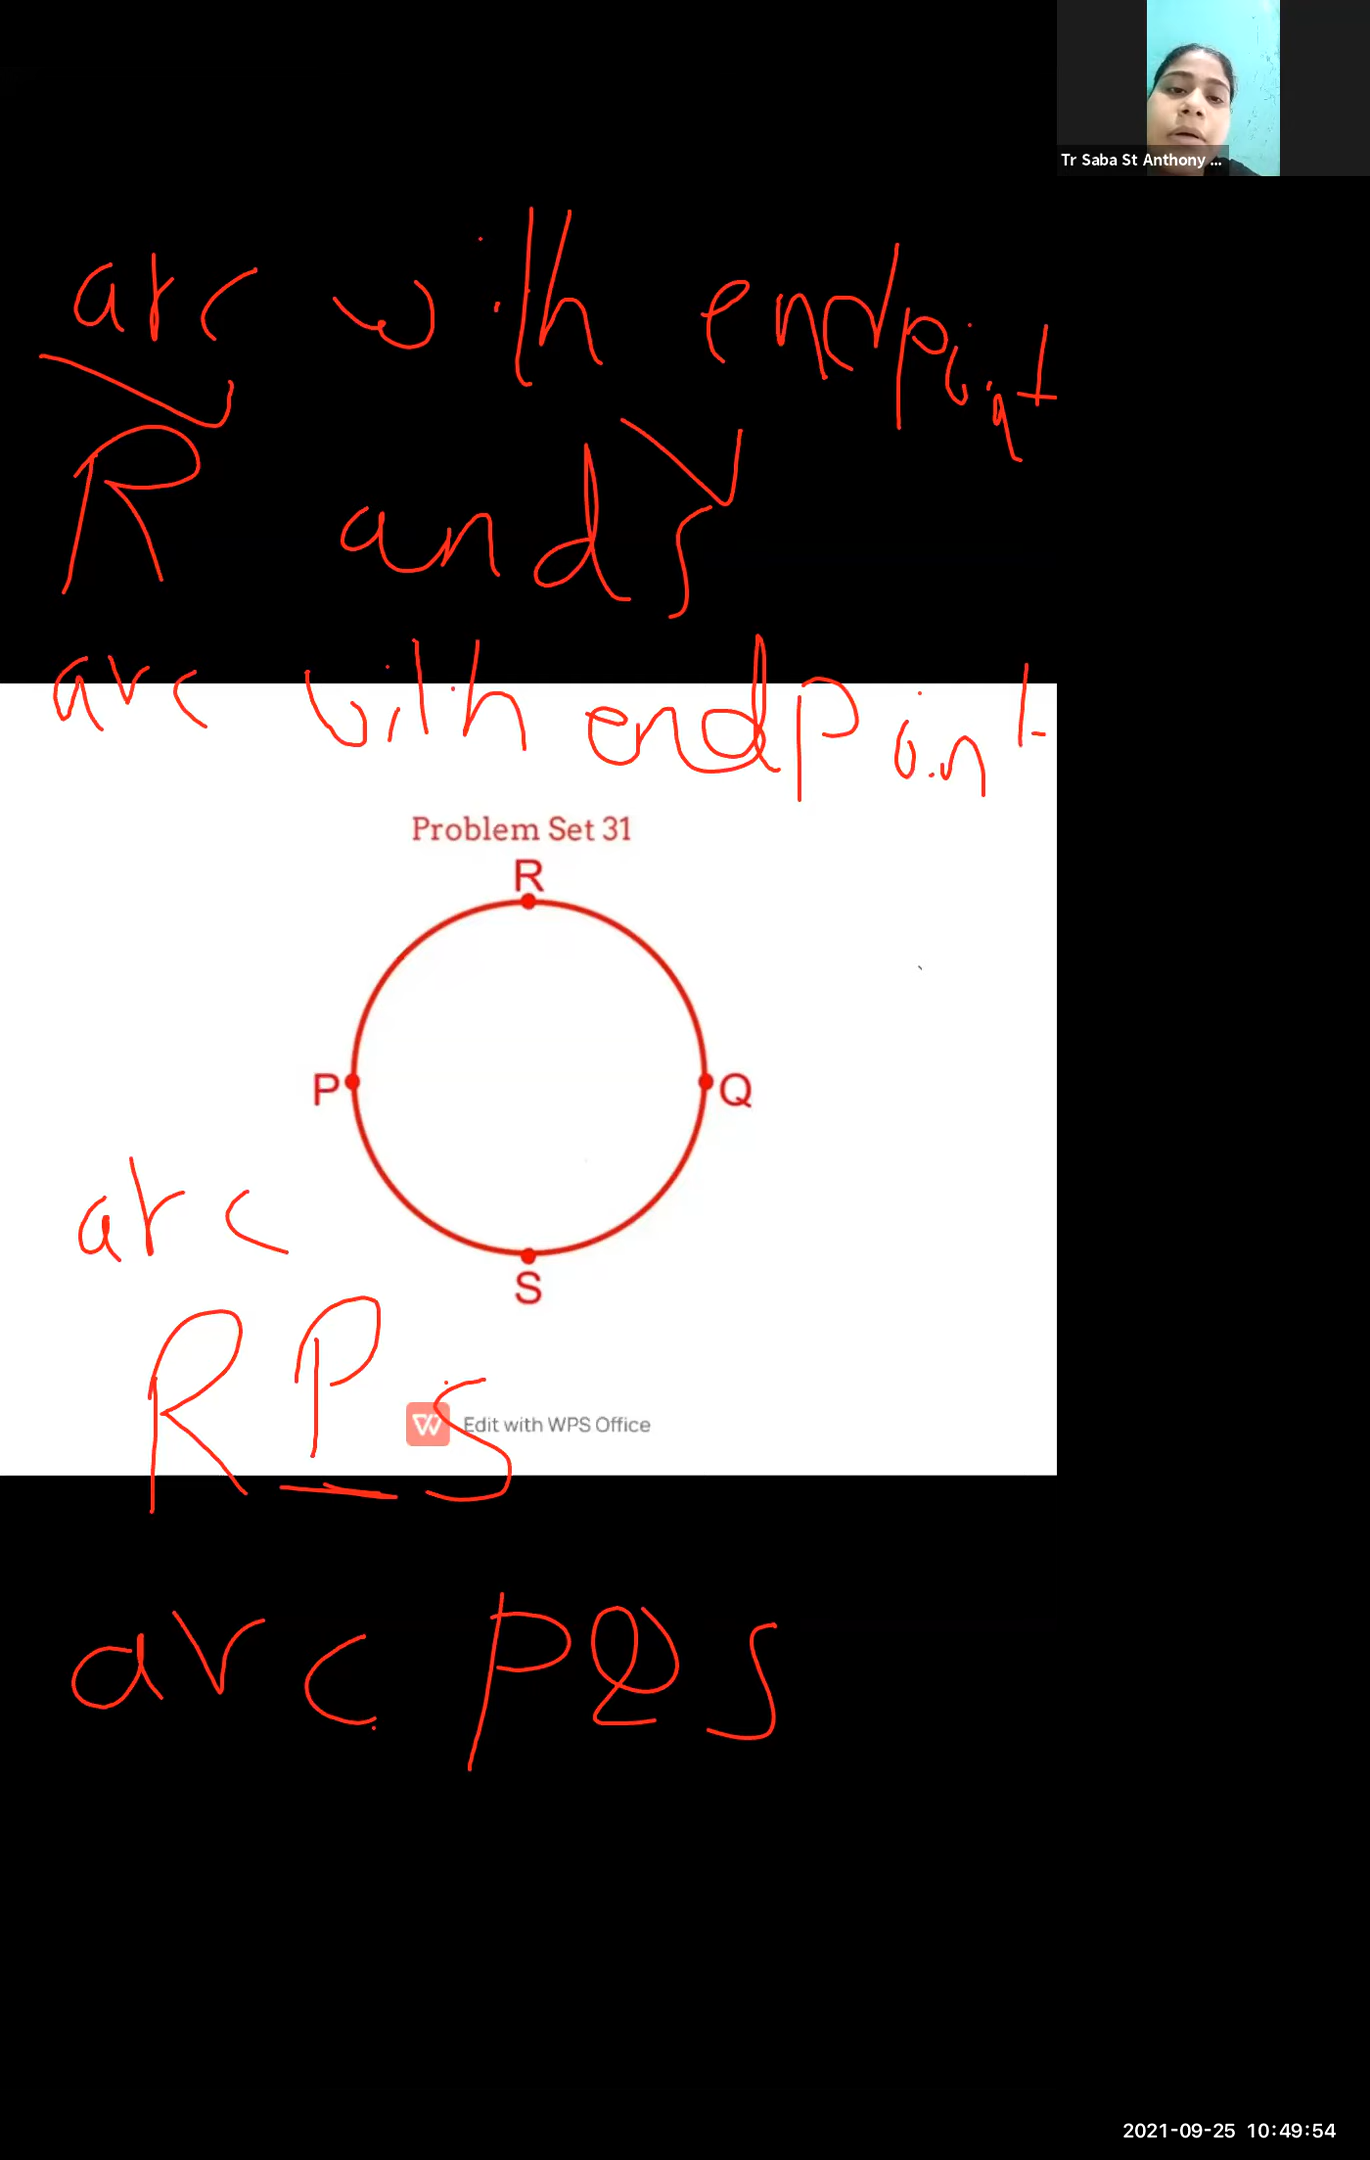 Tr Saba St Anthony ...
arc with endpoint
R and S
arc with endpoint
Problem Set 31
R
P
Q
S
arc
RPS
Edit with WPS Office
arc PQS
2021-09-25 10:49:54